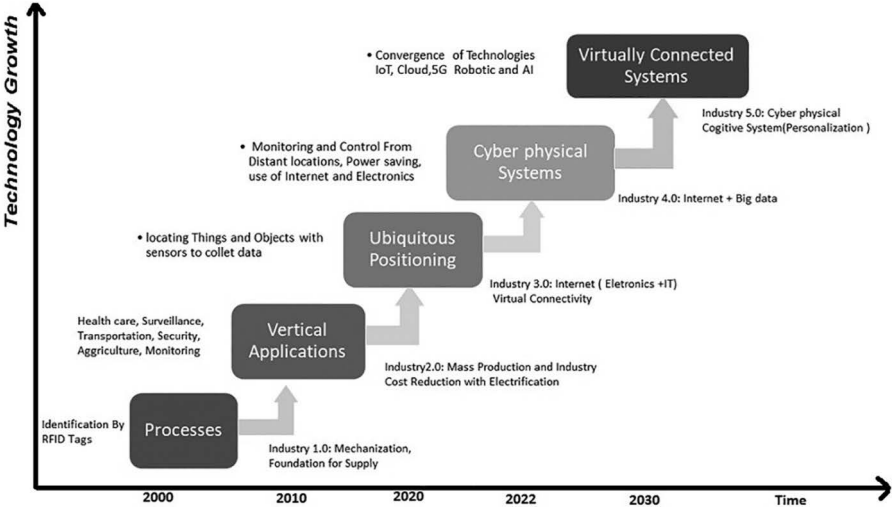 Technology Growth
• Convergence of Technologies
IoT, Cloud,5G Robotic and AI
Virtually Connected
Systems
Industry 5.0: Cyber physical
Cogitive System(Personalization )
• Monitoring and Control From
Distant locations, Power saving,
use of Internet and Electronics
Cyber physical
Systems
Industry 4.0: Internet + Big data
• locating Things and Objects with
sensors to collet data
Ubiquitous
Positioning
Industry 3.0: Internet ( Eletronics +IT)
Virtual Connectivity
Health care, Surveillance,
Transportation, Security,
Aggriculture, Monitoring
Vertical
Applications
Industry2.0: Mass Production and Industry
Cost Reduction with Electrification
Identification By
RFID Tags
Processes
Industry 1.0: Mechanization,
Foundation for Supply
2000 2010 2020 2022 2030 Time